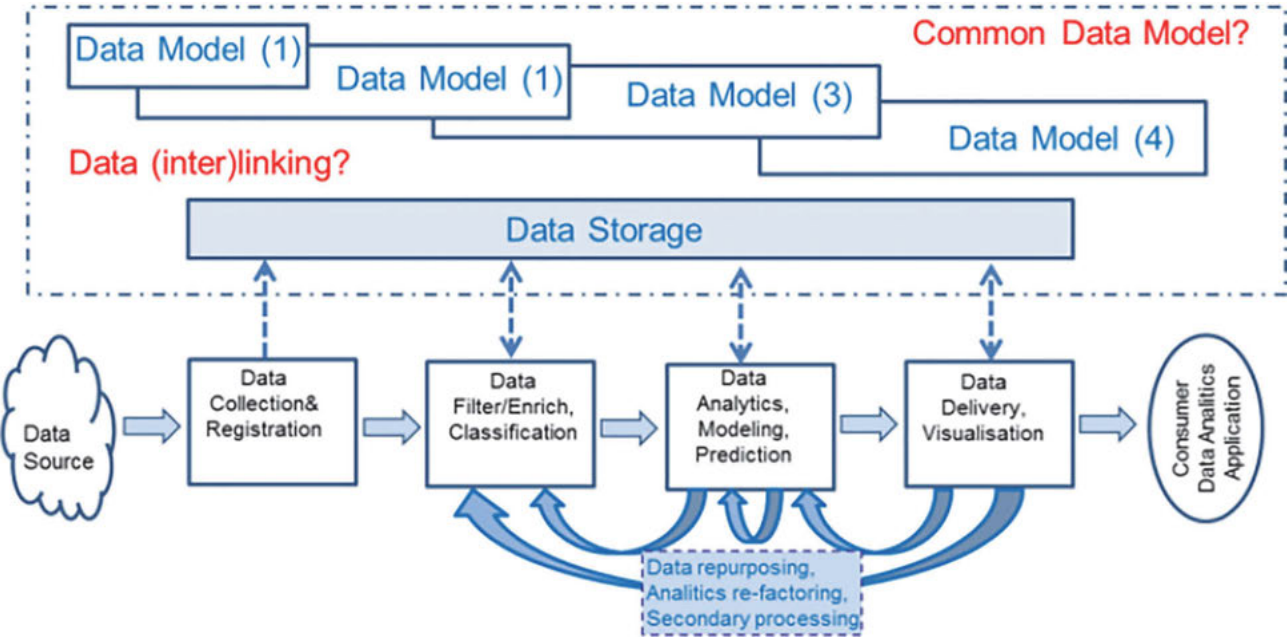 Common Data Model?
Data Model (1)
Data Model (1)
Data Model (3)
Data Model (4)
Data (inter)linking?
Data Storage
Data
Source
Data
Collection&
Registration
Data
Filter/Enrich,
Classification
Data
Analytics,
Modeling,
Prediction
Data
Delivery,
Visualisation
Consumer
Data Analitics
Application
Data repurposing,
Analitics re-factoring,
Secondary processing